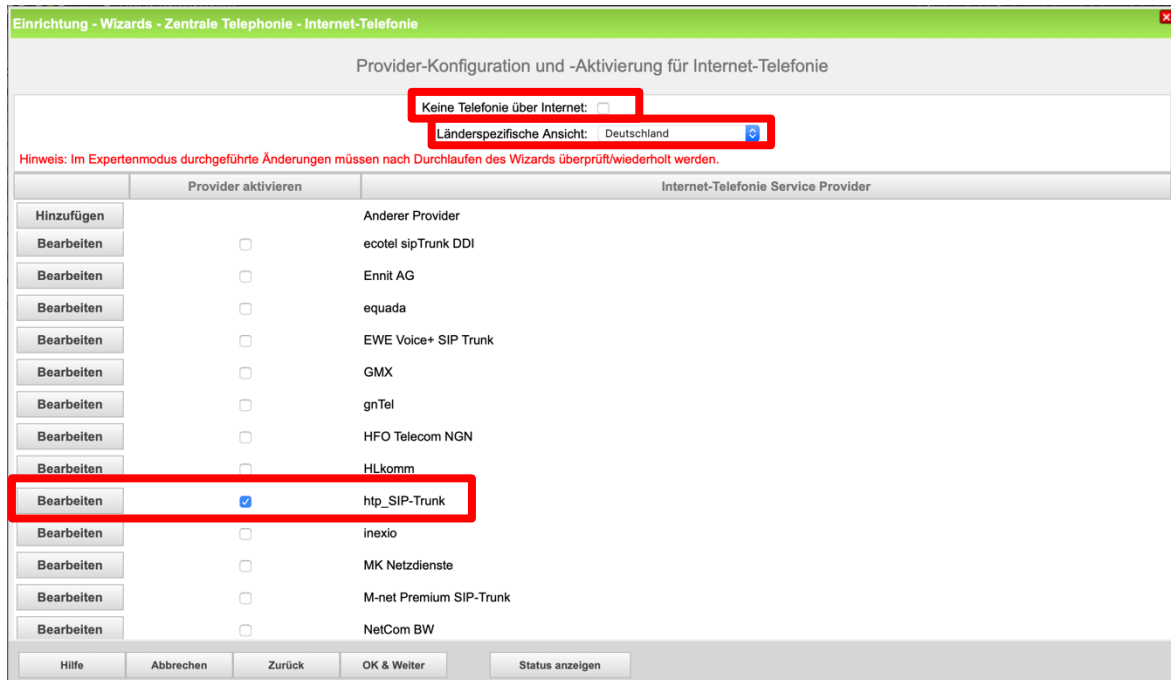 Einrichtung - Wizards - Zentrale Telephonie - Internet-Telefonie
Provider-Konfiguration und -Aktivierung für Internet-Telefonie
Keine Telefonie über Internet:
Länderspezifische Ansicht: Deutschland
Hinweis: Im Expertenmodus durchgeführte Änderungen müssen nach Durchlaufen des Wizards überprüft/wiederholt werden.
Provider aktivieren Internet-Telefonie Service Provider
Hinzufügen Anderer Provider
Bearbeiten ecotel sipTrunk DDI
Bearbeiten Ennit AG
Bearbeiten equada
Bearbeiten EWE Voice+ SIP Trunk
Bearbeiten GMX
Bearbeiten gnTel
Bearbeiten HFO Telecom NGN
Bearbeiten HLkomm
Bearbeiten htp_SIP-Trunk
Bearbeiten inexio
Bearbeiten MK Netzdienste
Bearbeiten M-net Premium SIP-Trunk
Bearbeiten NetCom BW
Hilfe Abbrechen Zurück OK & Weiter Status anzeigen